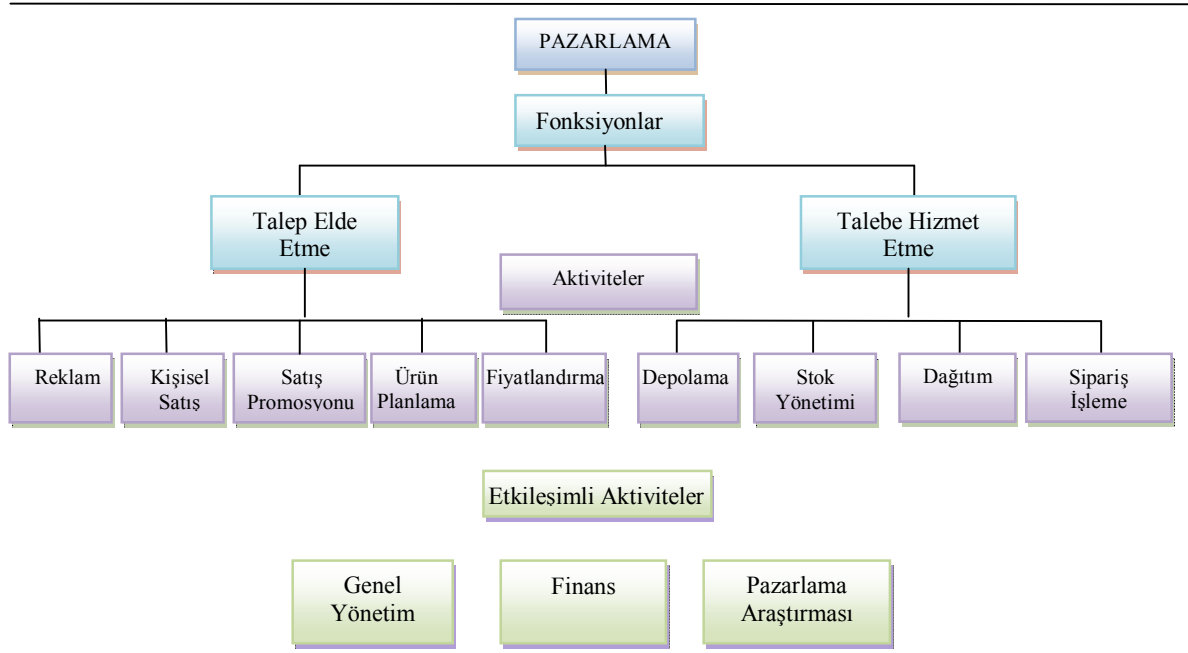 PAZARLAMA
Fonksiyonlar
Talep Elde
Etme
Talebe Hizmet
Etme
Aktiviteler
Reklam
Kişisel
Satış
Satış
Promosyonu
Ürün
Planlama
Fiyatlandırma
Depolama
Stok
Yönetimi
Dağıtım
Sipariş
İşleme
Etkileşimli Aktiviteler
Genel
Yönetim
Finans
Pazarlama
Araştırması